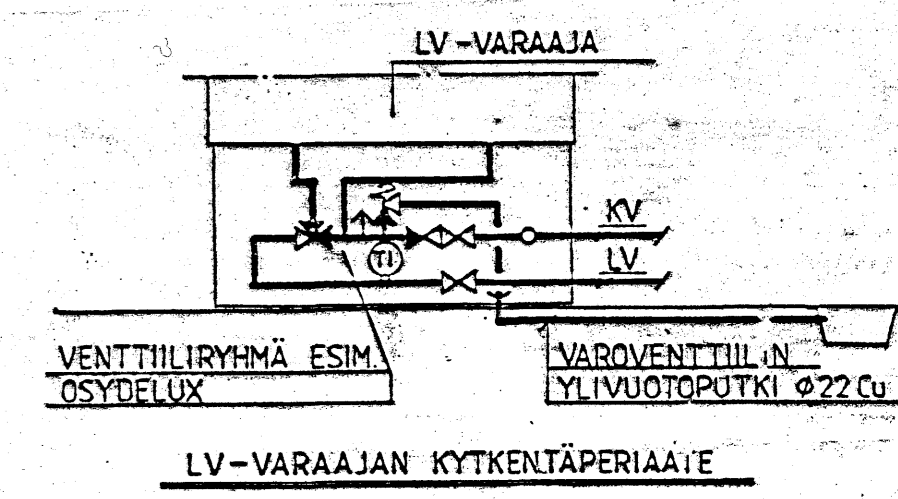 LV-VARAAJA
KV
TI
LV
VENTTIILIRYHMÄ ESIM.
OSYDELUX
VAROVENTTIILIN
YLIVUOTOPUTKI Ø22 Cu
LV-VARAAJAN KYTKENTÄPERIAATE